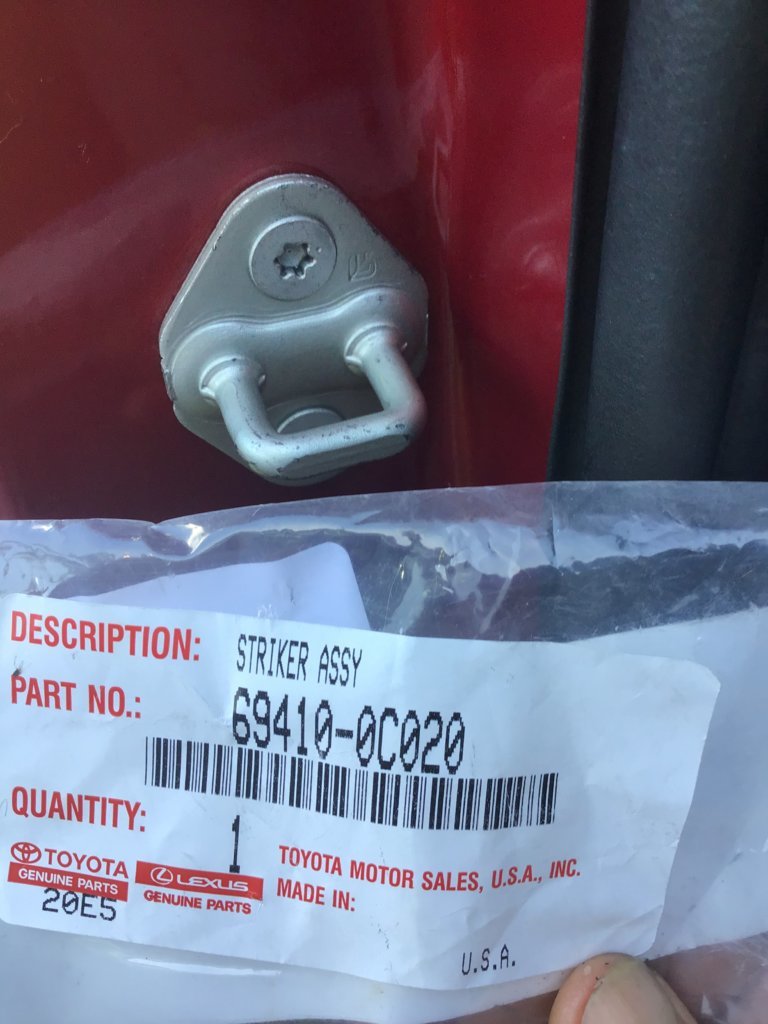 DESCRIPTION: STRIKER ASSY
PART NO.: 69410-0C020
QUANTITY: 1
TOYOTA
GENUINE PARTS
LEXUS
GENUINE PARTS
TOYOTA MOTOR SALES, U.S.A., INC.
MADE IN:
20E5
U.S.A.